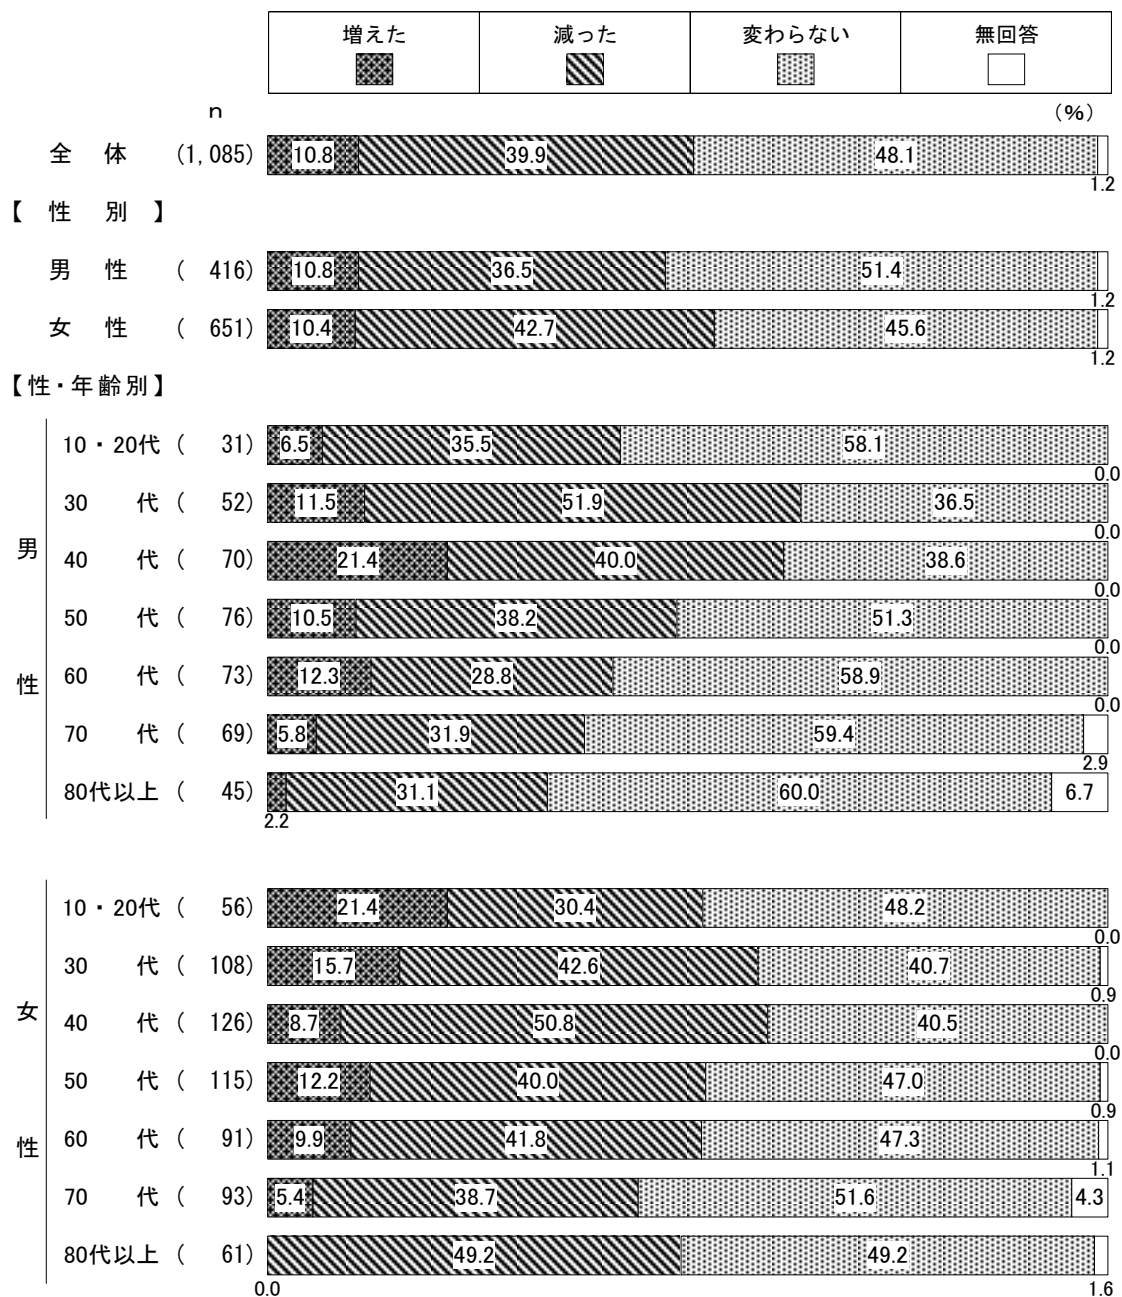 増えた 減った 変わらない 無回答
n (%)
全 体 (1,085) 10.8 39.9 48.1
1.2
【 性 別 】
男 性 ( 416) 10.8 36.5 51.4
1.2
女 性 ( 651) 10.4 42.7 45.6
1.2
【性・年齢別】
男性
10・20代 ( 31) 6.5 35.5 58.1
0.0
30 代 ( 52) 11.5 51.9 36.5
0.0
40 代 ( 70) 21.4 40.0 38.6
0.0
50 代 ( 76) 10.5 38.2 51.3
0.0
60 代 ( 73) 12.3 28.8 58.9
0.0
70 代 ( 69) 5.8 31.9 59.4
2.9
80代以上 ( 45) 31.1 60.0 6.7
2.2
女性
10・20代 ( 56) 21.4 30.4 48.2
0.0
30 代 ( 108) 15.7 42.6 40.7
0.9
40 代 ( 126) 8.7 50.8 40.5
0.0
50 代 ( 115) 12.2 40.0 47.0
0.9
60 代 ( 91) 9.9 41.8 47.3
1.1
70 代 ( 93) 5.4 38.7 51.6 4.3
80代以上 ( 61) 49.2 49.2
0.0 1.6